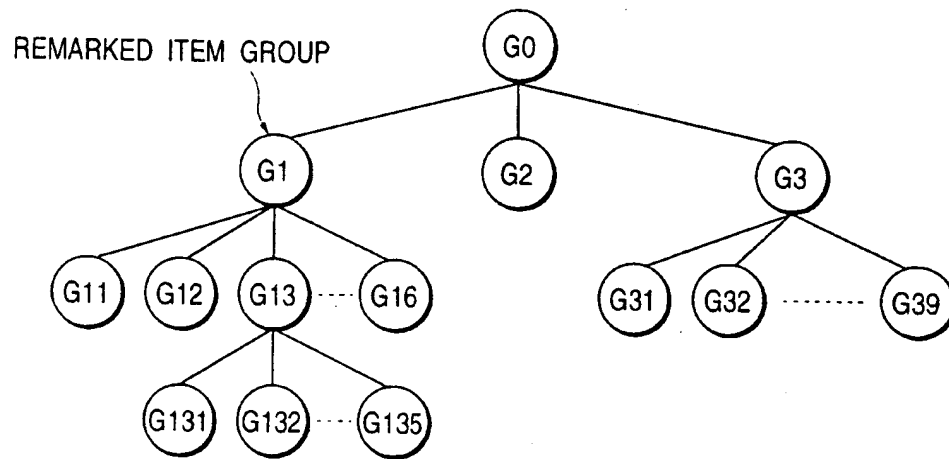 G0
REMARKED ITEM GROUP
G1
G2
G3
G11 G12 G13 G16
G31 G32 G39
G131 G132 G135